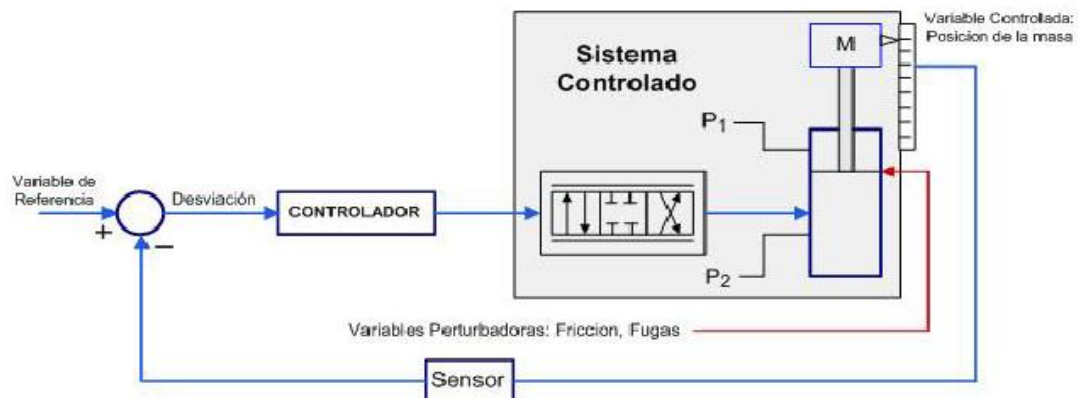 Variable Controlada:
Posicion de la masa
M
Sistema
Controlado
P1
Variable de
Referencia
Desviación
CONTROLADOR
+
−
P2
Variables Perturbadoras: Friccion, Fugas
Sensor